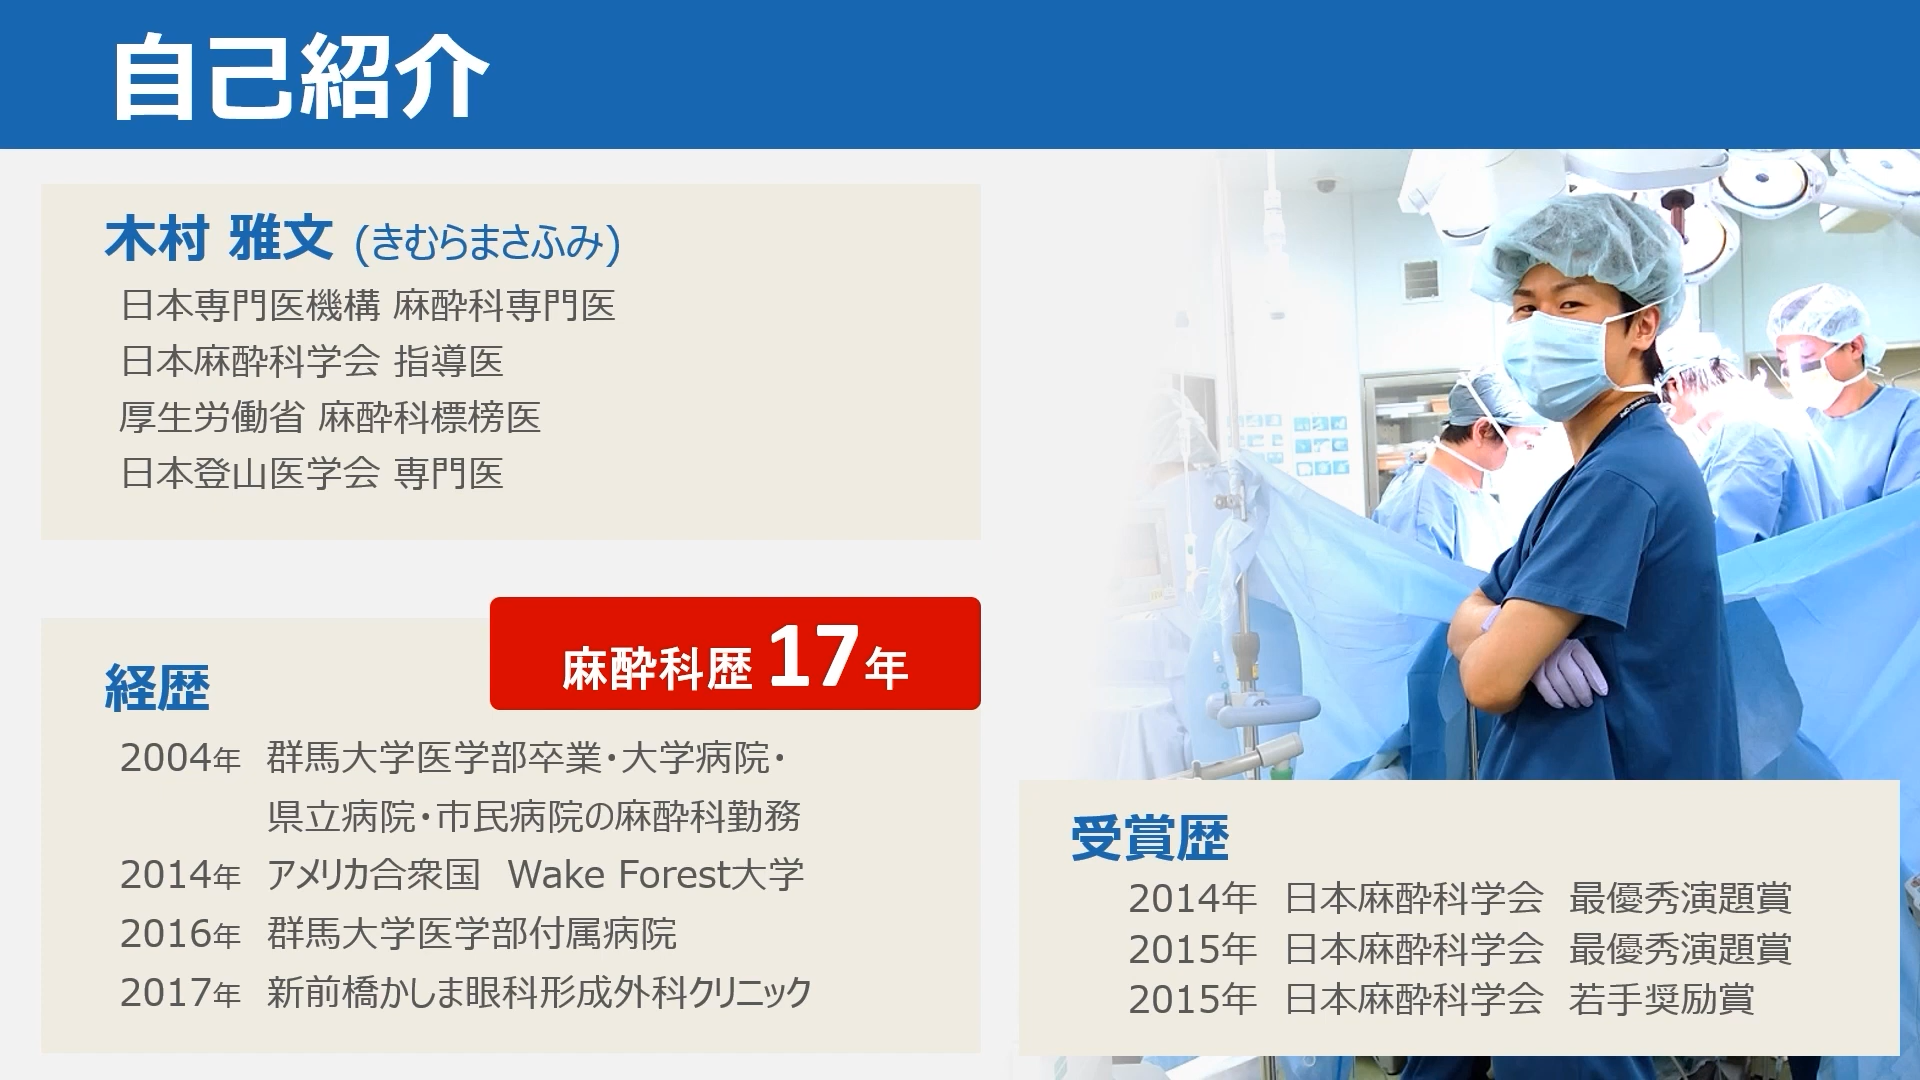 自己紹介
木村 雅文 (きむらまさふみ)
日本専門医機構 麻酔科専門医
日本麻酔科学会 指導医
厚生労働省 麻酔科標榜医
日本登山医学会 専門医
麻酔科歴 17年
経歴
2004年 群馬大学医学部卒業・大学病院・
県立病院・市民病院の麻酔科勤務
2014年 アメリカ合衆国 Wake Forest大学
2016年 群馬大学医学部付属病院
2017年 新前橋かしま眼科形成外科クリニック
受賞歴
2014年 日本麻酔科学会 最優秀演題賞
2015年 日本麻酔科学会 最優秀演題賞
2015年 日本麻酔科学会 若手奨励賞